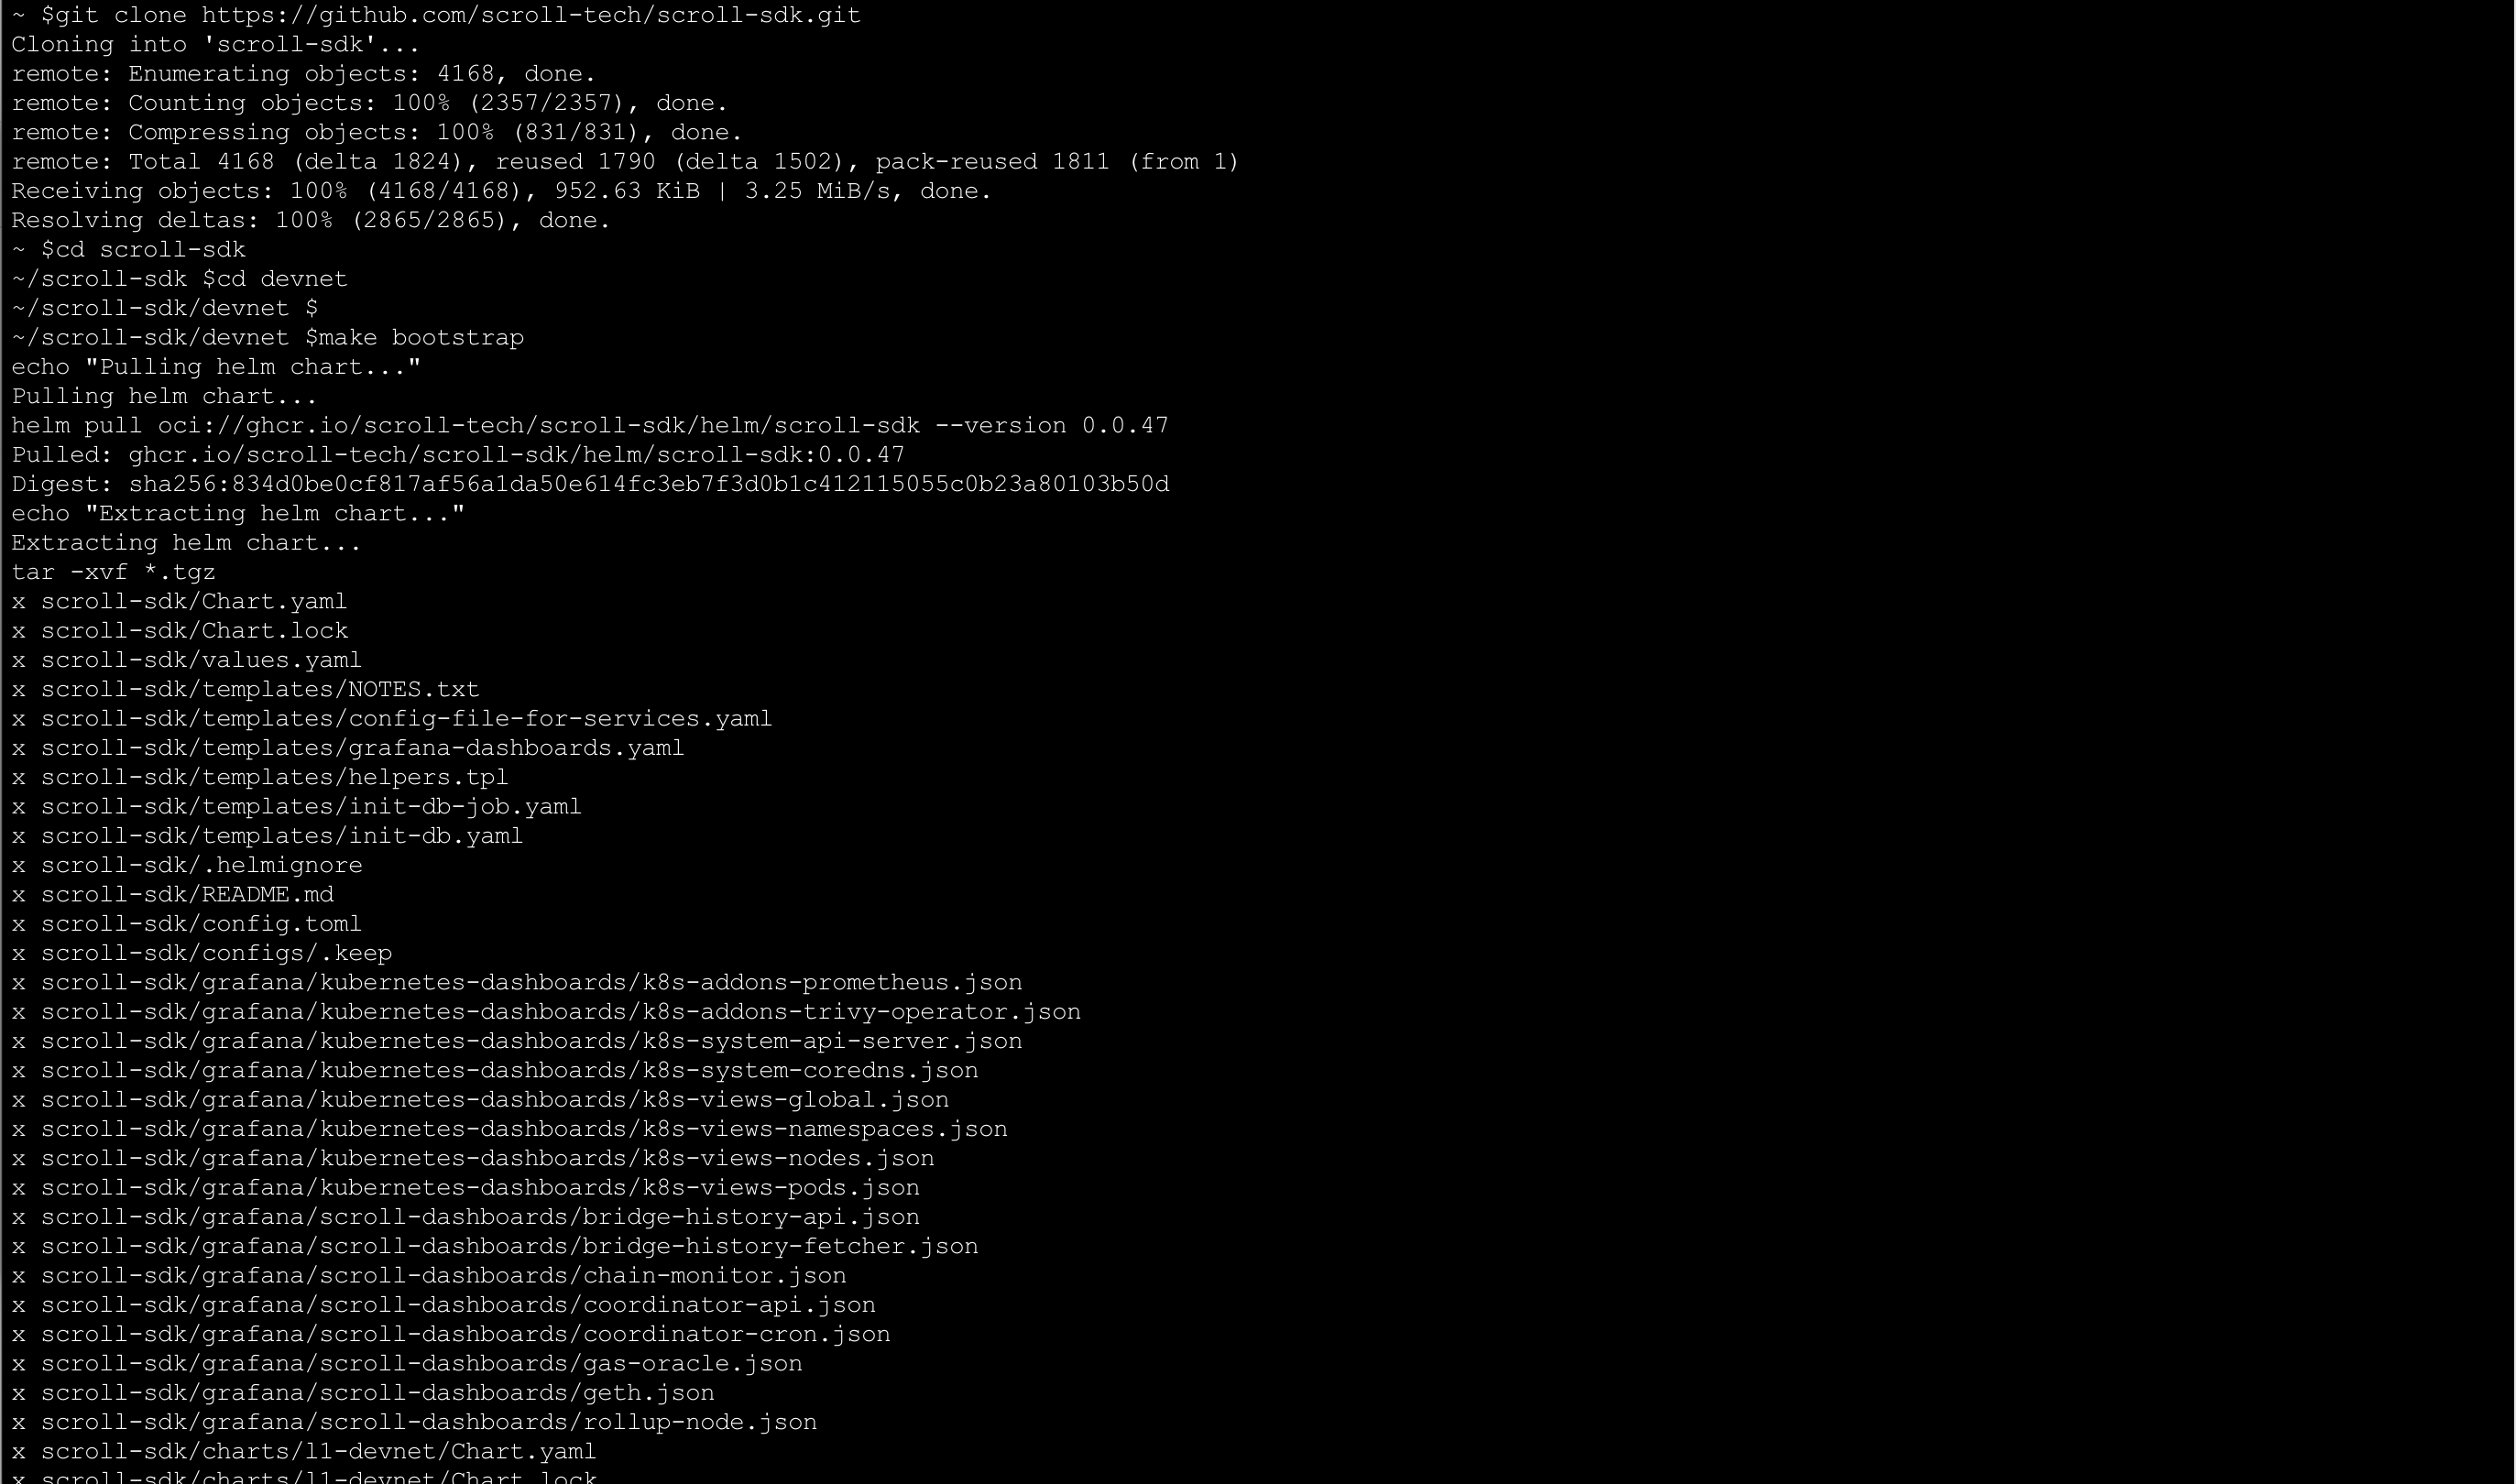 ~ $git clone https://github.com/scroll-tech/scroll-sdk.git
Cloning into 'scroll-sdk'...
remote: Enumerating objects: 4168, done.
remote: Counting objects: 100% (2357/2357), done.
remote: Compressing objects: 100% (831/831), done.
remote: Total 4168 (delta 1824), reused 1790 (delta 1502), pack-reused 1811 (from 1)
Receiving objects: 100% (4168/4168), 952.63 KiB | 3.25 MiB/s, done.
Resolving deltas: 100% (2865/2865), done.
~ $cd scroll-sdk
~/scroll-sdk $cd devnet
~/scroll-sdk/devnet $
~/scroll-sdk/devnet $make bootstrap
echo "Pulling helm chart..."
Pulling helm chart...
helm pull oci://ghcr.io/scroll-tech/scroll-sdk/helm/scroll-sdk --version 0.0.47
Pulled: ghcr.io/scroll-tech/scroll-sdk/helm/scroll-sdk:0.0.47
Digest: sha256:834d0be0cf817af56a1da50e614fc3eb7f3d0b1c412115055c0b23a80103b50d
echo "Extracting helm chart..."
Extracting helm chart...
tar -xvf *.tgz
x scroll-sdk/Chart.yaml
x scroll-sdk/Chart.lock
x scroll-sdk/values.yaml
x scroll-sdk/templates/NOTES.txt
x scroll-sdk/templates/config-file-for-services.yaml
x scroll-sdk/templates/grafana-dashboards.yaml
x scroll-sdk/templates/helpers.tpl
x scroll-sdk/templates/init-db-job.yaml
x scroll-sdk/templates/init-db.yaml
x scroll-sdk/.helmignore
x scroll-sdk/README.md
x scroll-sdk/config.toml
x scroll-sdk/configs/.keep
x scroll-sdk/grafana/kubernetes-dashboards/k8s-addons-prometheus.json
x scroll-sdk/grafana/kubernetes-dashboards/k8s-addons-trivy-operator.json
x scroll-sdk/grafana/kubernetes-dashboards/k8s-system-api-server.json
x scroll-sdk/grafana/kubernetes-dashboards/k8s-system-coredns.json
x scroll-sdk/grafana/kubernetes-dashboards/k8s-views-global.json
x scroll-sdk/grafana/kubernetes-dashboards/k8s-views-namespaces.json
x scroll-sdk/grafana/kubernetes-dashboards/k8s-views-nodes.json
x scroll-sdk/grafana/kubernetes-dashboards/k8s-views-pods.json
x scroll-sdk/grafana/scroll-dashboards/bridge-history-api.json
x scroll-sdk/grafana/scroll-dashboards/bridge-history-fetcher.json
x scroll-sdk/grafana/scroll-dashboards/chain-monitor.json
x scroll-sdk/grafana/scroll-dashboards/coordinator-api.json
x scroll-sdk/grafana/scroll-dashboards/coordinator-cron.json
x scroll-sdk/grafana/scroll-dashboards/gas-oracle.json
x scroll-sdk/grafana/scroll-dashboards/geth.json
x scroll-sdk/grafana/scroll-dashboards/rollup-node.json
x scroll-sdk/charts/l1-devnet/Chart.yaml
x scroll-sdk/charts/l1-devnet/Chart.lock